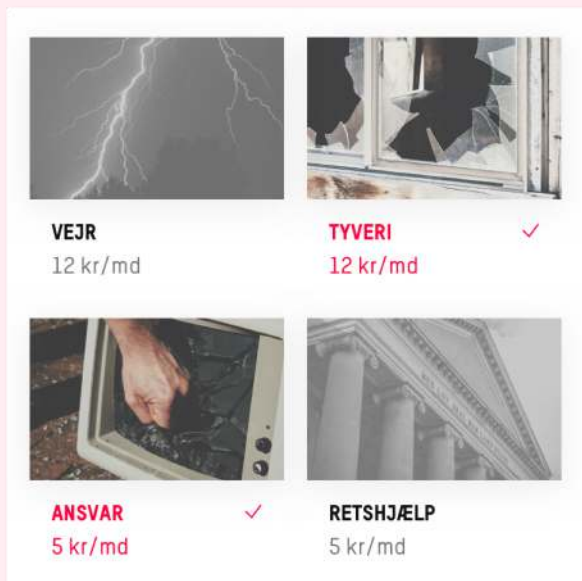 VEJR
12 kr/md
TYVERI
12 kr/md
ANSVAR
5 kr/md
RETSHJÆLP
5 kr/md